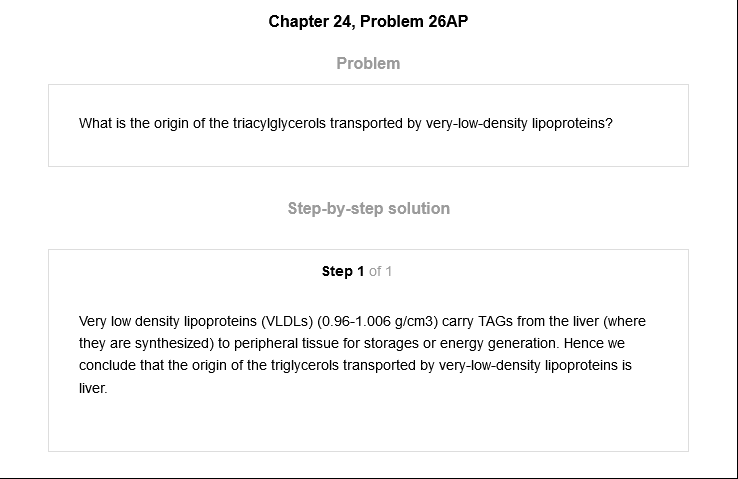 Chapter 24, Problem 26AP
Problem
What is the origin of the triacylglycerols transported by very-low-density lipoproteins?
Step-by-step solution
Step 1 of 1
Very low density lipoproteins (VLDLs) (0.96-1.006 g/cm3) carry TAGs from the liver (where
they are synthesized) to peripheral tissue for storages or energy generation. Hence we
conclude that the origin of the triglycerols transported by very-low-density lipoproteins is
liver.